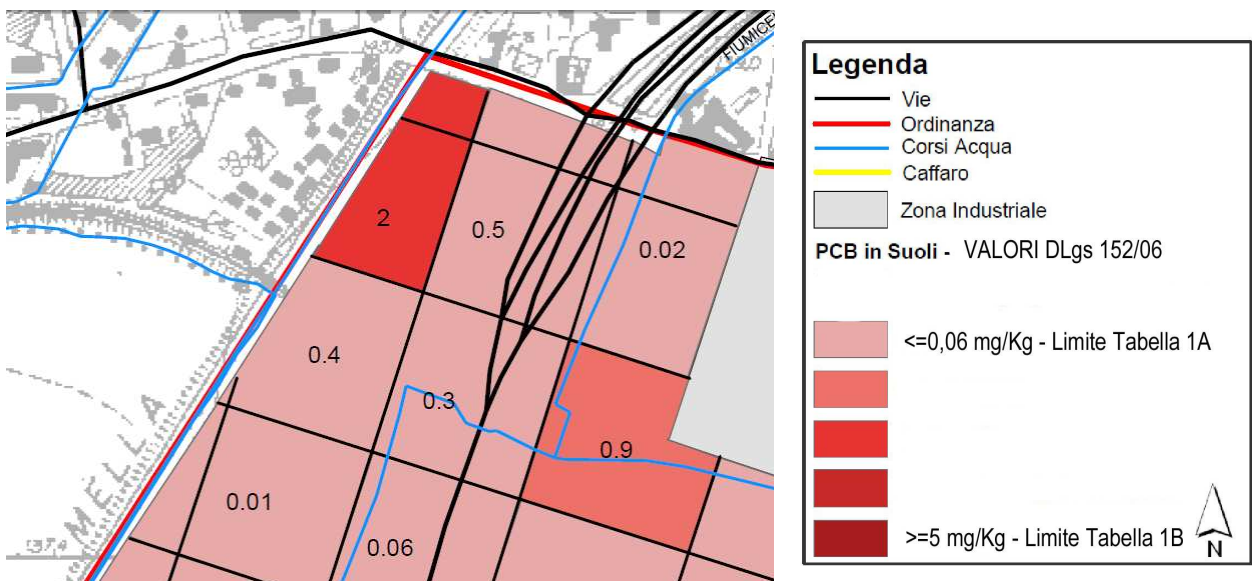 FIUMICE
2
0.5
0.02
0.4
0.3
0.9
0.01
0.06
MELLA
Legenda
Vie
Ordinanza
Corsi Acqua
Caffaro
Zona Industriale
PCB in Suoli - VALORI DLgs 152/06
<=0,06 mg/Kg - Limite Tabella 1A
>=5 mg/Kg - Limite Tabella 1B
N